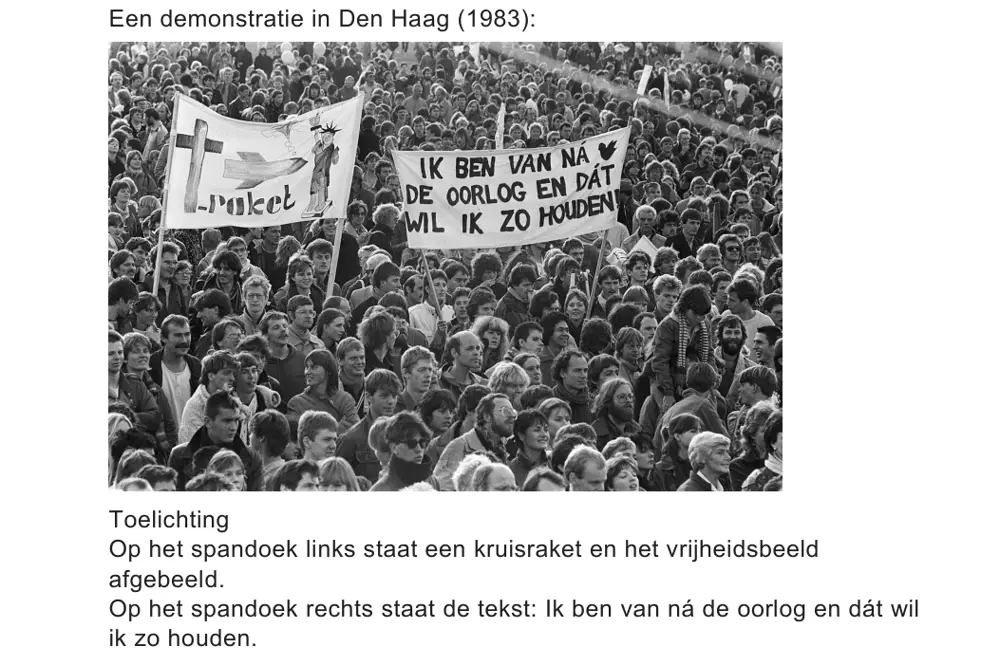 Een demonstratie in Den Haag (1983):
-raket
IK BEN VAN NÁ
DE OORLOG EN DÁT
WIL IK ZO HOUDEN!
Toelichting
Op het spandoek links staat een kruisraket en het vrijheidsbeeld
afgebeeld.
Op het spandoek rechts staat de tekst: Ik ben van ná de oorlog en dát wil
ik zo houden.